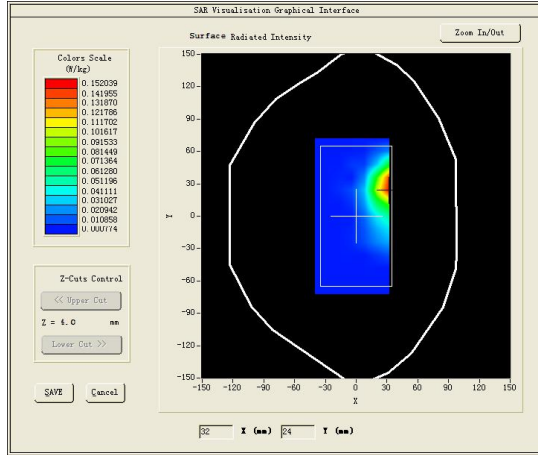 SAR Visualisation Graphical Interface
Surface Radiated Intensity
Zoom In/Out
Colors Scale
(W/kg)
0.152039
0.141955
0.131870
0.121786
0.111702
0.101617
0.091533
0.081449
0.071364
0.061280
0.051196
0.041111
0.031027
0.020942
0.010858
0.000774
150
120
90
60
30
0
-30
-60
-90
-120
-150
Y
-150 -120 -90 -60 -30 0 30 60 90 120 150
X
Z-Cuts Control
<< Upper Cut
Z = 4.0 mm
Lower Cut >>
SAVE Cancel
32 X (mm) 24 Y (mm)